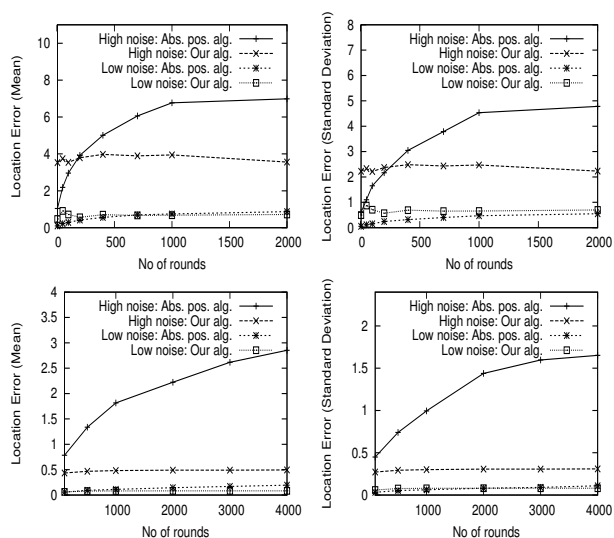 High noise: Abs. pos. alg.
High noise: Our alg.
Low noise: Abs. pos. alg.
Low noise: Our alg.
10
8
6
4
2
0
0
500
1000
1500
2000
No of rounds
Location Error (Mean)
High noise: Abs. pos. alg.
High noise: Our alg.
Low noise: Abs. pos. alg.
Low noise: Our alg.
8
7
6
5
4
3
2
1
0
0
500
1000
1500
2000
No of rounds
Location Error (Standard Deviation)
High noise: Abs. pos. alg.
High noise: Our alg.
Low noise: Abs. pos. alg.
Low noise: Our alg.
4
3.5
3
2.5
2
1.5
1
0.5
0
1000
2000
3000
4000
No of rounds
Location Error (Mean)
High noise: Abs. pos. alg.
High noise: Our alg.
Low noise: Abs. pos. alg.
Low noise: Our alg.
2
1.5
1
0.5
0
1000
2000
3000
4000
No of rounds
Location Error (Standard Deviation)